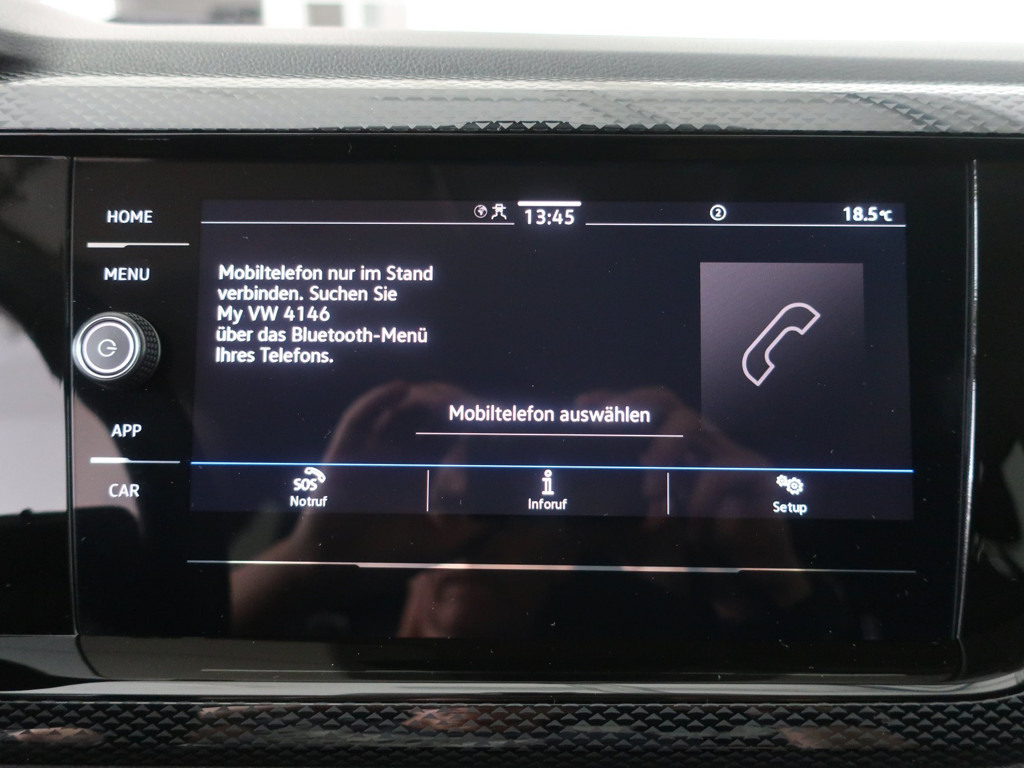 HOME
MENU
APP
CAR
13:45
2
18.5°C
Mobiltelefon nur im Stand
verbinden. Suchen Sie
My VW 4146
über das Bluetooth-Menü
Ihres Telefons.
Mobiltelefon auswählen
SOS
Notruf
Inforuf
Setup